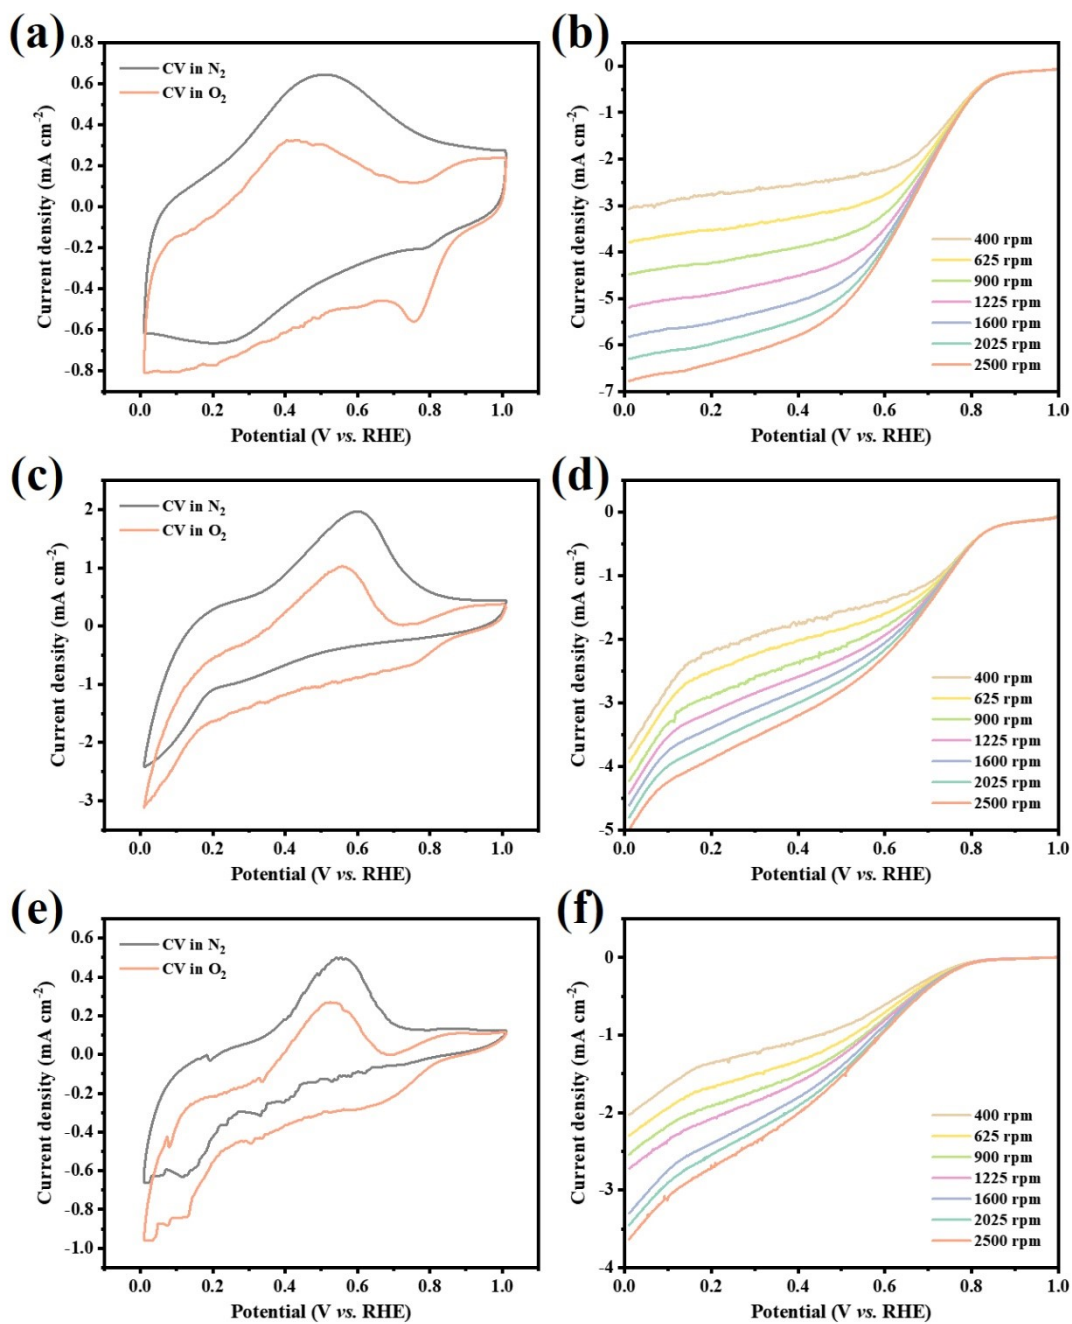 (a)
0.8
0.6
0.4
0.2
0.0
-0.2
-0.4
-0.6
-0.8
Current density (mA cm⁻²)
CV in N₂
CV in O₂
0.0 0.2 0.4 0.6 0.8 1.0
Potential (V vs. RHE)
(b)
0
-1
-2
-3
-4
-5
-6
-7
Current density (mA cm⁻²)
400 rpm
625 rpm
900 rpm
1225 rpm
1600 rpm
2025 rpm
2500 rpm
0.0 0.2 0.4 0.6 0.8 1.0
Potential (V vs. RHE)
(c)
2
1
0
-1
-2
-3
Current density (mA cm⁻²)
CV in N₂
CV in O₂
0.0 0.2 0.4 0.6 0.8 1.0
Potential (V vs. RHE)
(d)
0
-1
-2
-3
-4
-5
Current density (mA cm⁻²)
400 rpm
625 rpm
900 rpm
1225 rpm
1600 rpm
2025 rpm
2500 rpm
0.0 0.2 0.4 0.6 0.8 1.0
Potential (V vs. RHE)
(e)
0.6
0.4
0.2
0.0
-0.2
-0.4
-0.6
-0.8
-1.0
Current density (mA cm⁻²)
CV in N₂
CV in O₂
0.0 0.2 0.4 0.6 0.8 1.0
Potential (V vs. RHE)
(f)
0
-1
-2
-3
-4
Current density (mA cm⁻²)
400 rpm
625 rpm
900 rpm
1225 rpm
1600 rpm
2025 rpm
2500 rpm
0.0 0.2 0.4 0.6 0.8 1.0
Potential (V vs. RHE)